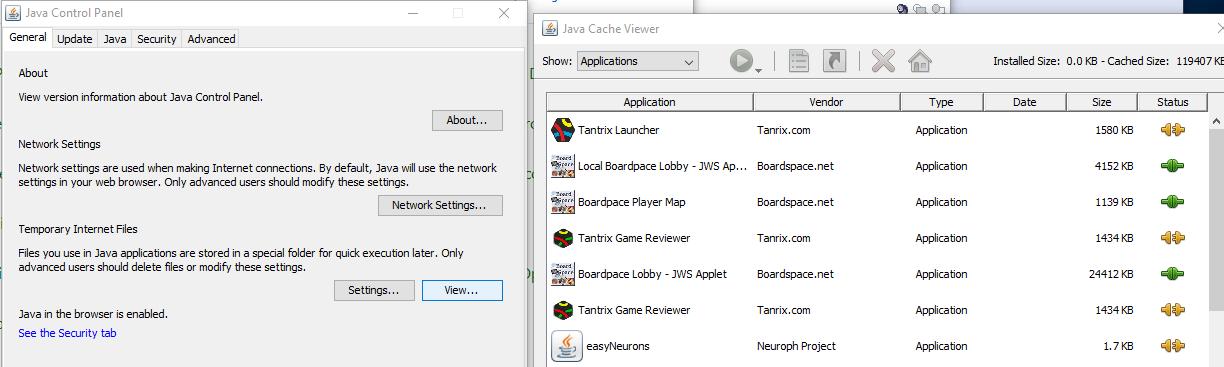 Java Control Panel
General Update Java Security Advanced
About
View version information about Java Control Panel.
About...
Network Settings
Network settings are used when making Internet connections. By default, Java will use the network
settings in your web browser. Only advanced users should modify these settings.
Network Settings...
Temporary Internet Files
Files you use in Java applications are stored in a special folder for quick execution later. Only
advanced users should delete files or modify these settings.
Settings... View...
Java in the browser is enabled.
See the Security tab
Java Cache Viewer
Show: Applications Installed Size: 0.0 KB - Cached Size: 119407 KB
Application Vendor Type Date Size Status
Tantrix Launcher Tanrix.com Application 1580 KB
Local Boardpace Lobby - JWS Ap... Boardspace.net Application 4152 KB
Boardpace Player Map Boardspace.net Application 1139 KB
Tantrix Game Reviewer Tanrix.com Application 1434 KB
Boardpace Lobby - JWS Applet Boardspace.net Application 24412 KB
Tantrix Game Reviewer Tanrix.com Application 1434 KB
easyNeurons Neuroph Project Application 1.7 KB